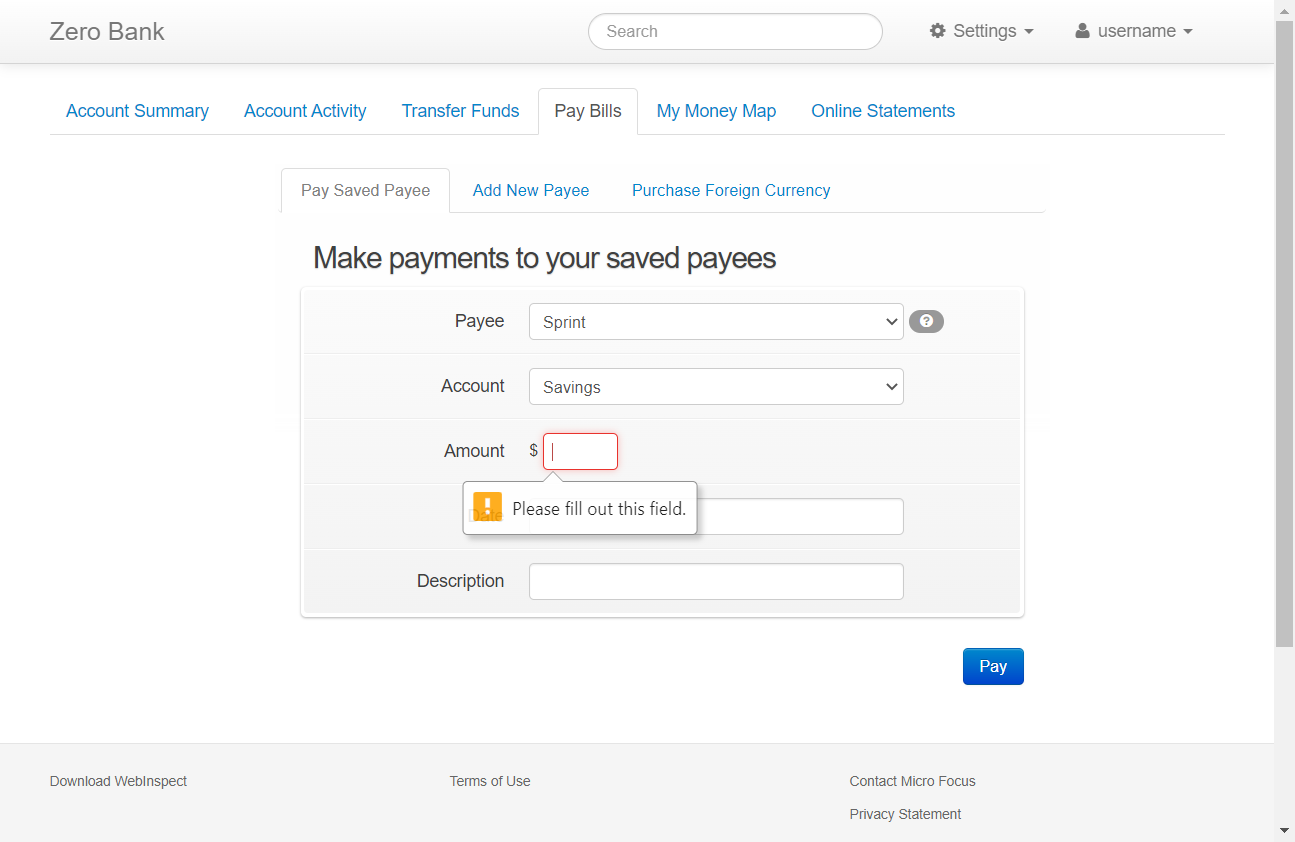 Zero Bank
Search
Settings
username
Account Summary
Account Activity
Transfer Funds
Pay Bills
My Money Map
Online Statements
Pay Saved Payee
Add New Payee
Purchase Foreign Currency
Make payments to your saved payees
Payee
Sprint
Account
Savings
Amount
$
Please fill out this field.
Date
Description
Pay
Download WebInspect
Terms of Use
Contact Micro Focus
Privacy Statement